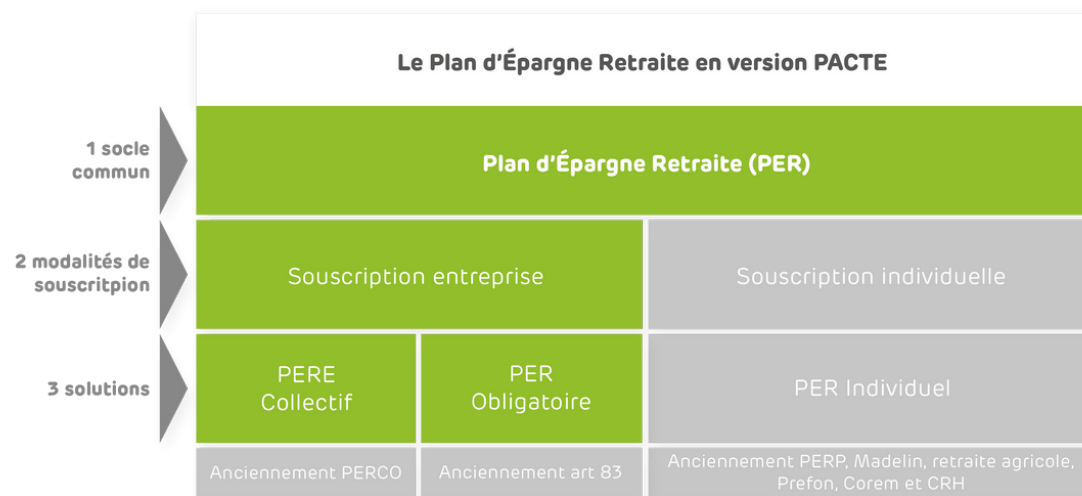 Le Plan d'Épargne Retraite en version PACTE
1 socle
commun
Plan d'Épargne Retraite (PER)
2 modalités de
souscritpion
Souscription entreprise
Souscription individuelle
3 solutions
PERE
Collectif
PER
Obligatoire
PER Individuel
Anciennement PERCO
Anciennement art 83
Anciennement PERP, Madelin, retraite agricole,
Prefon, Corem et CRH